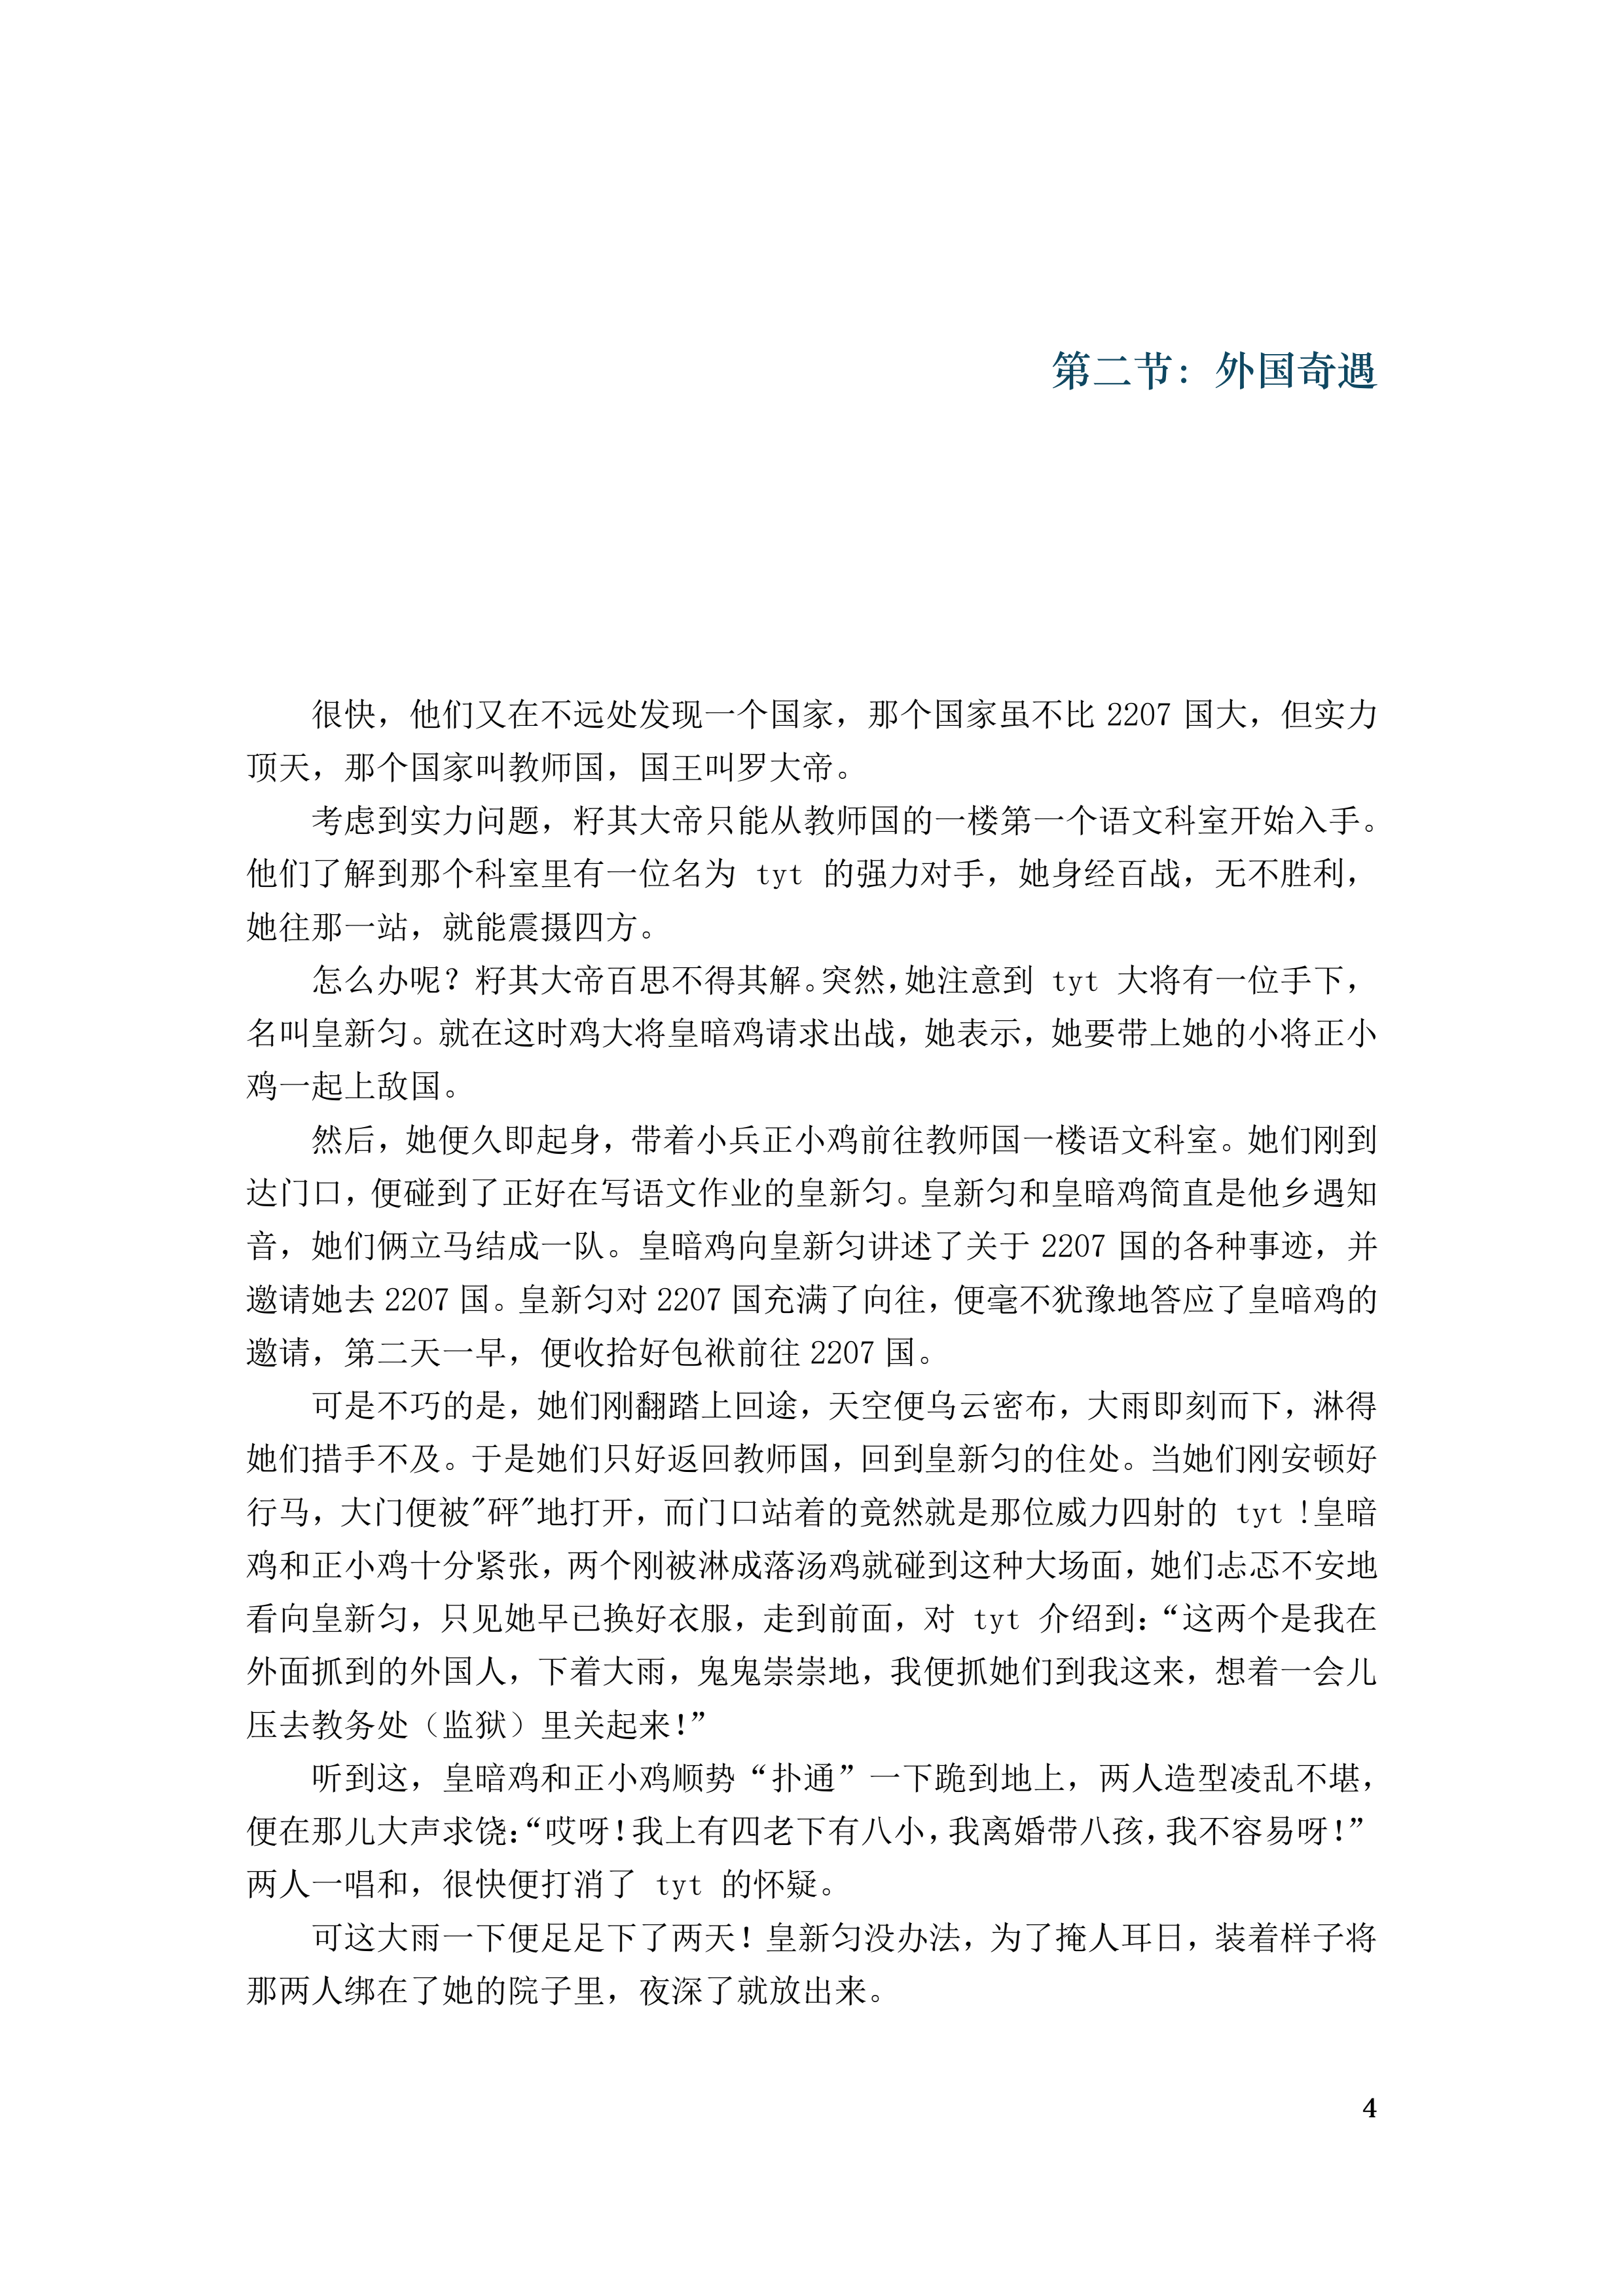 第二节：外国奇遇
很快，他们又在不远处发现一个国家，那个国家虽不比 2207 国大，但实力
顶天，那个国家叫教师国，国王叫罗大帝。
考虑到实力问题，籽其大帝只能从教师国的一楼第一个语文科室开始入手。
他们了解到那个科室里有一位名为 tyt 的强力对手，她身经百战，无不胜利，
她往那一站，就能震摄四方。
怎么办呢？籽其大帝百思不得其解。突然，她注意到 tyt 大将有一位手下，
名叫皇新匀。就在这时鸡大将皇暗鸡请求出战，她表示，她要带上她的小将正小
鸡一起上敌国。
然后，她便久即起身，带着小兵正小鸡前往教师国一楼语文科室。她们刚到
达门口，便碰到了正好在写语文作业的皇新匀。皇新匀和皇暗鸡简直是他乡遇知
音，她们俩立马结成一队。皇暗鸡向皇新匀讲述了关于 2207 国的各种事迹，并
邀请她去 2207 国。皇新匀对 2207 国充满了向往，便毫不犹豫地答应了皇暗鸡的
邀请，第二天一早，便收拾好包袱前往 2207 国。
可是不巧的是，她们刚翻踏上回途，天空便乌云密布，大雨即刻而下，淋得
她们措手不及。于是她们只好返回教师国，回到皇新匀的住处。当她们刚安顿好
行马，大门便被"砰"地打开，而门口站着的竟然就是那位威力四射的 tyt！皇暗
鸡和正小鸡十分紧张，两个刚被淋成落汤鸡就碰到这种大场面，她们忐忑不安地
看向皇新匀，只见她早已换好衣服，走到前面，对 tyt 介绍到：“这两个是我在
外面抓到的外国人，下着大雨，鬼鬼崇崇地，我便抓她们到我这来，想着一会儿
压去教务处（监狱）里关起来！”
听到这，皇暗鸡和正小鸡顺势“扑通”一下跪到地上，两人造型凌乱不堪，
便在那儿大声求饶：“哎呀！我上有四老下有八小，我离婚带八孩，我不容易呀！”
两人一唱和，很快便打消了 tyt 的怀疑。
可这大雨一下便足足下了两天！皇新匀没办法，为了掩人耳日，装着样子将
那两人绑在了她的院子里，夜深了就放出来。
4